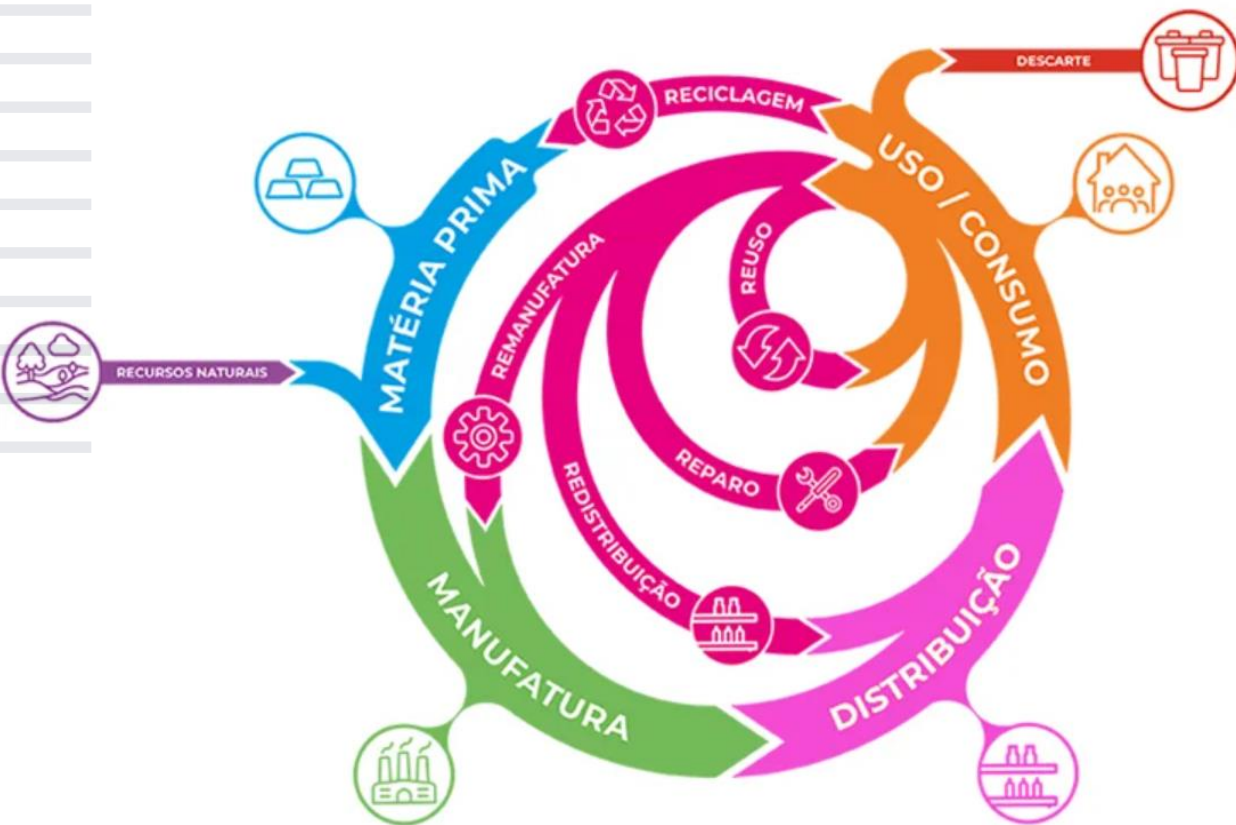 DESCARTE
RECICLAGEM
USO / CONSUMO
MATÉRIA PRIMA
REUSO
REMANUFATURA
RECURSOS NATURAIS
REPARO
REDISTRIBUIÇÃO
MANUFATURA
DISTRIBUIÇÃO